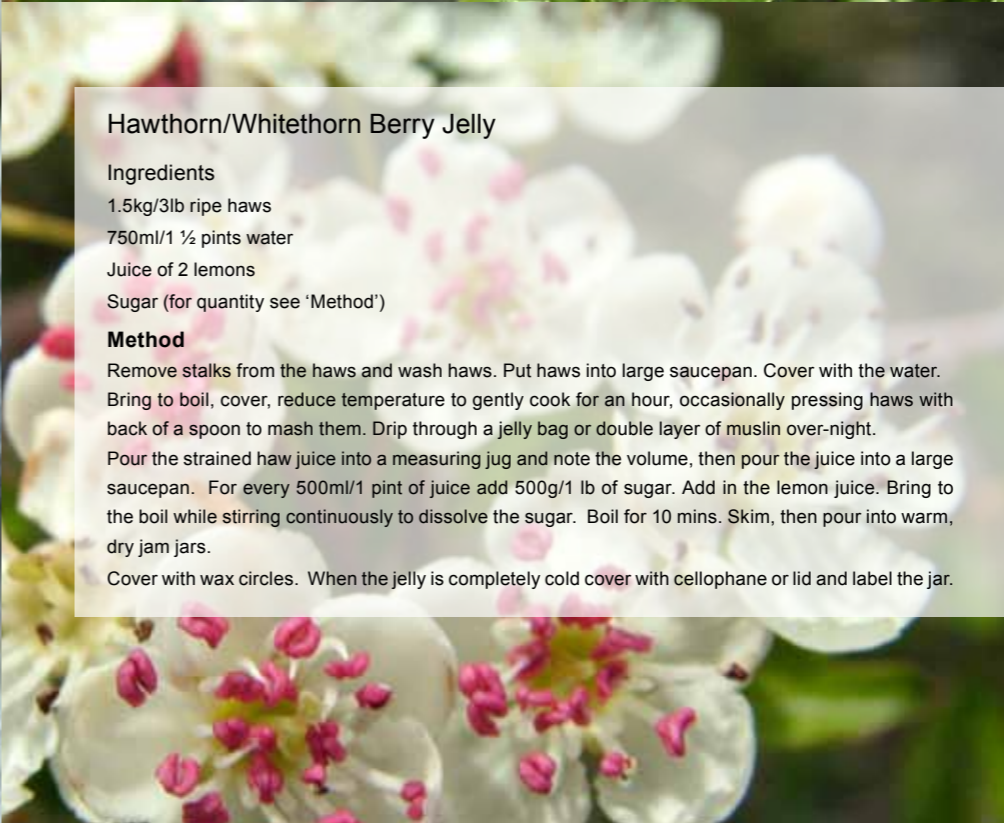 Hawthorn/Whitethorn Berry Jelly
Ingredients
1.5kg/3lb ripe haws
750ml/1 ½ pints water
Juice of 2 lemons
Sugar (for quantity see ‘Method’)
Method
Remove stalks from the haws and wash haws. Put haws into large saucepan. Cover with the water.
Bring to boil, cover, reduce temperature to gently cook for an hour, occasionally pressing haws with
back of a spoon to mash them. Drip through a jelly bag or double layer of muslin over-night.
Pour the strained haw juice into a measuring jug and note the volume, then pour the juice into a large
saucepan.  For every 500ml/1 pint of juice add 500g/1 lb of sugar. Add in the lemon juice. Bring to
the boil while stirring continuously to dissolve the sugar.  Boil for 10 mins. Skim, then pour into warm,
dry jam jars.
Cover with wax circles.  When the jelly is completely cold cover with cellophane or lid and label the jar.